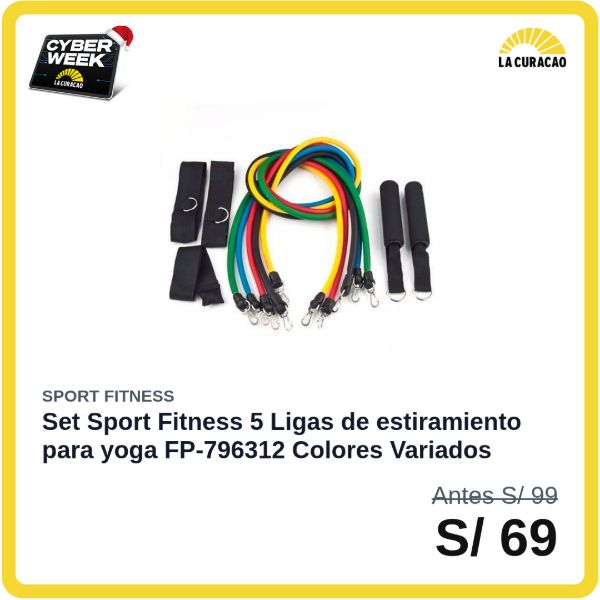 CYBER
WEEK
LA CURACAO
LA CURACAO
SPORT FITNESS
Set Sport Fitness 5 Ligas de estiramiento
para yoga FP-796312 Colores Variados
Antes S/ 99
S/ 69